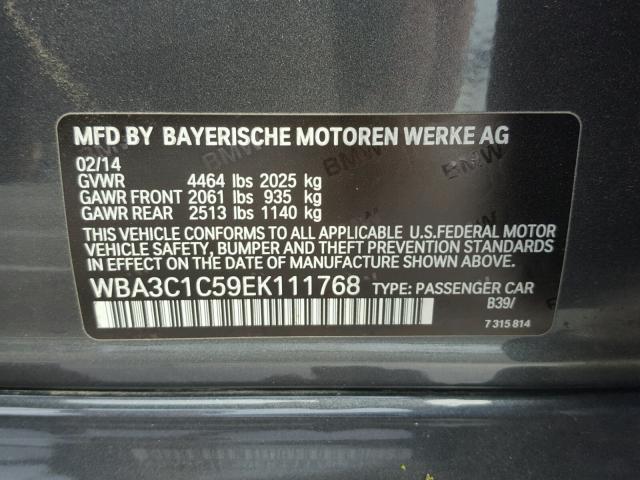 MFD BY BAYERISCHE MOTOREN WERKE AG
02/14
GVWR 4464 lbs 2025 kg
GAWR FRONT 2061 lbs 935 kg
GAWR REAR 2513 lbs 1140 kg
THIS VEHICLE CONFORMS TO ALL APPLICABLE U.S.FEDERAL MOTOR
VEHICLE SAFETY, BUMPER AND THEFT PREVENTION STANDARDS
IN EFFECT ON THE DATE OF MANUFACTURE SHOWN ABOVE.
WBA3C1C59EK111768 TYPE: PASSENGER CAR
B39/
7 315 814